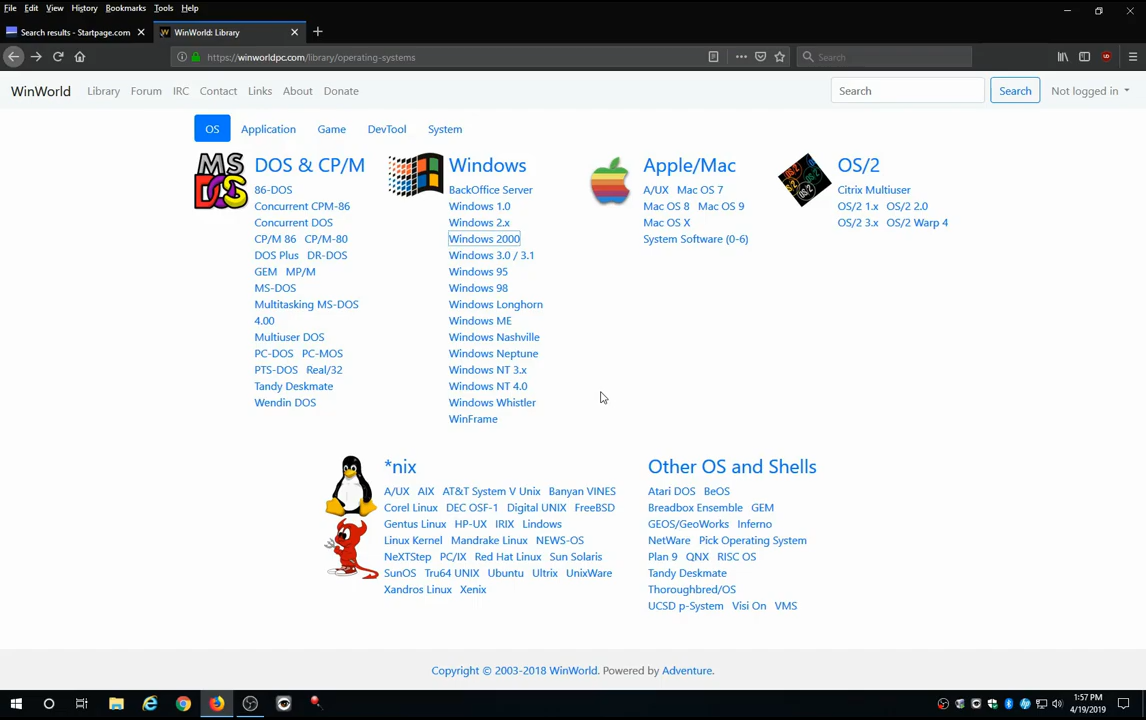 File Edit View History Bookmarks Tools Help
Search results - Startpage.com WinWorld: Library
https://winworldpc.com/library/operating-systems Search
WinWorld Library Forum IRC Contact Links About Donate Search Search Not logged in
OS Application Game DevTool System
MS DOS
DOS & CP/M
86-DOS
Concurrent CPM-86
Concurrent DOS
CP/M 86 CP/M-80
DOS Plus DR-DOS
GEM MP/M
MS-DOS
Multitasking MS-DOS
4.00
Multiuser DOS
PC-DOS PC-MOS
PTS-DOS Real/32
Tandy Deskmate
Wendin DOS
Windows
BackOffice Server
Windows 1.0
Windows 2.x
Windows 2000
Windows 3.0 / 3.1
Windows 95
Windows 98
Windows Longhorn
Windows ME
Windows Nashville
Windows Neptune
Windows NT 3.x
Windows NT 4.0
Windows Whistler
WinFrame
Apple/Mac
A/UX Mac OS 7
Mac OS 8 Mac OS 9
Mac OS X
System Software (0-6)
OS/2
Citrix Multiuser
OS/2 1.x OS/2 2.0
OS/2 3.x OS/2 Warp 4
*nix
A/UX AIX AT&T System V Unix Banyan VINES
Corel Linux DEC OSF-1 Digital UNIX FreeBSD
Gentus Linux HP-UX IRIX Lindows
Linux Kernel Mandrake Linux NEWS-OS
NeXTStep PC/IX Red Hat Linux Sun Solaris
SunOS Tru64 UNIX Ubuntu Ultrix UnixWare
Xandros Linux Xenix
Other OS and Shells
Atari DOS BeOS
Breadbox Ensemble GEM
GEOS/GeoWorks Inferno
NetWare Pick Operating System
Plan 9 QNX RISC OS
Tandy Deskmate
Thoroughbred/OS
UCSD p-System Visi On VMS
Copyright © 2003-2018 WinWorld. Powered by Adventure.
1:57 PM
4/19/2019